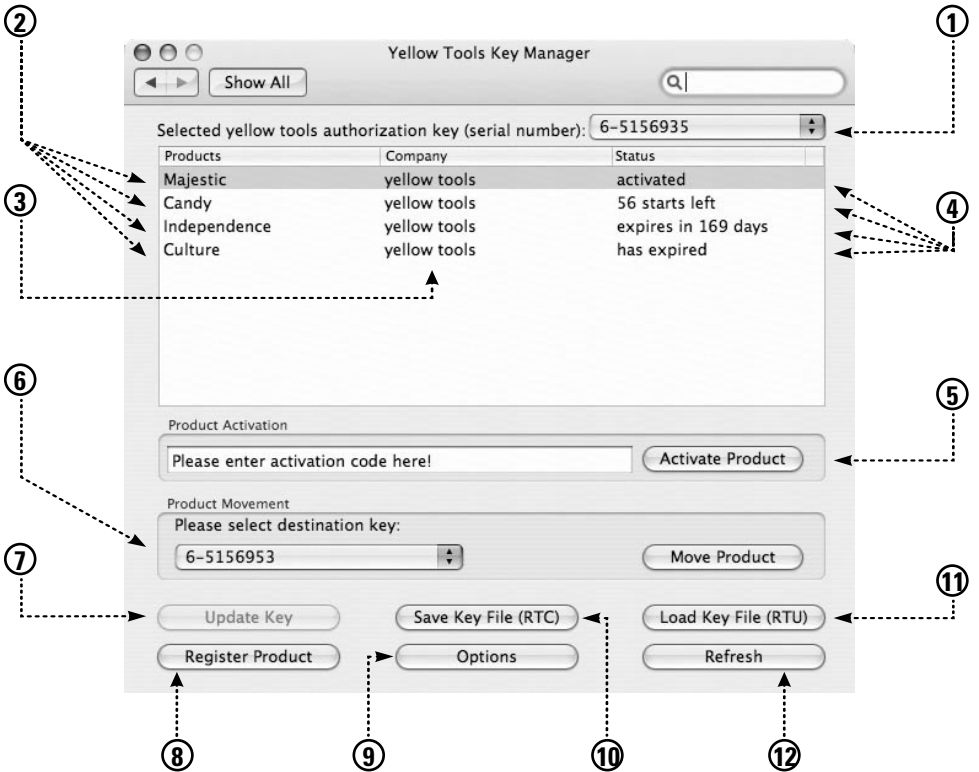 ② ①
Yellow Tools Key Manager
Show All
Selected yellow tools authorization key (serial number): 6-5156935
Products Company Status
Majestic yellow tools activated
③ ④
Candy yellow tools 56 starts left
Independence yellow tools expires in 169 days
Culture yellow tools has expired
⑥ ⑤
Product Activation
Please enter activation code here! Activate Product
Product Movement
Please select destination key:
⑦ 6-5156953 Move Product
⑪
Update Key Save Key File (RTC) Load Key File (RTU)
Register Product Options Refresh
⑧ ⑨ ⑩ ⑫